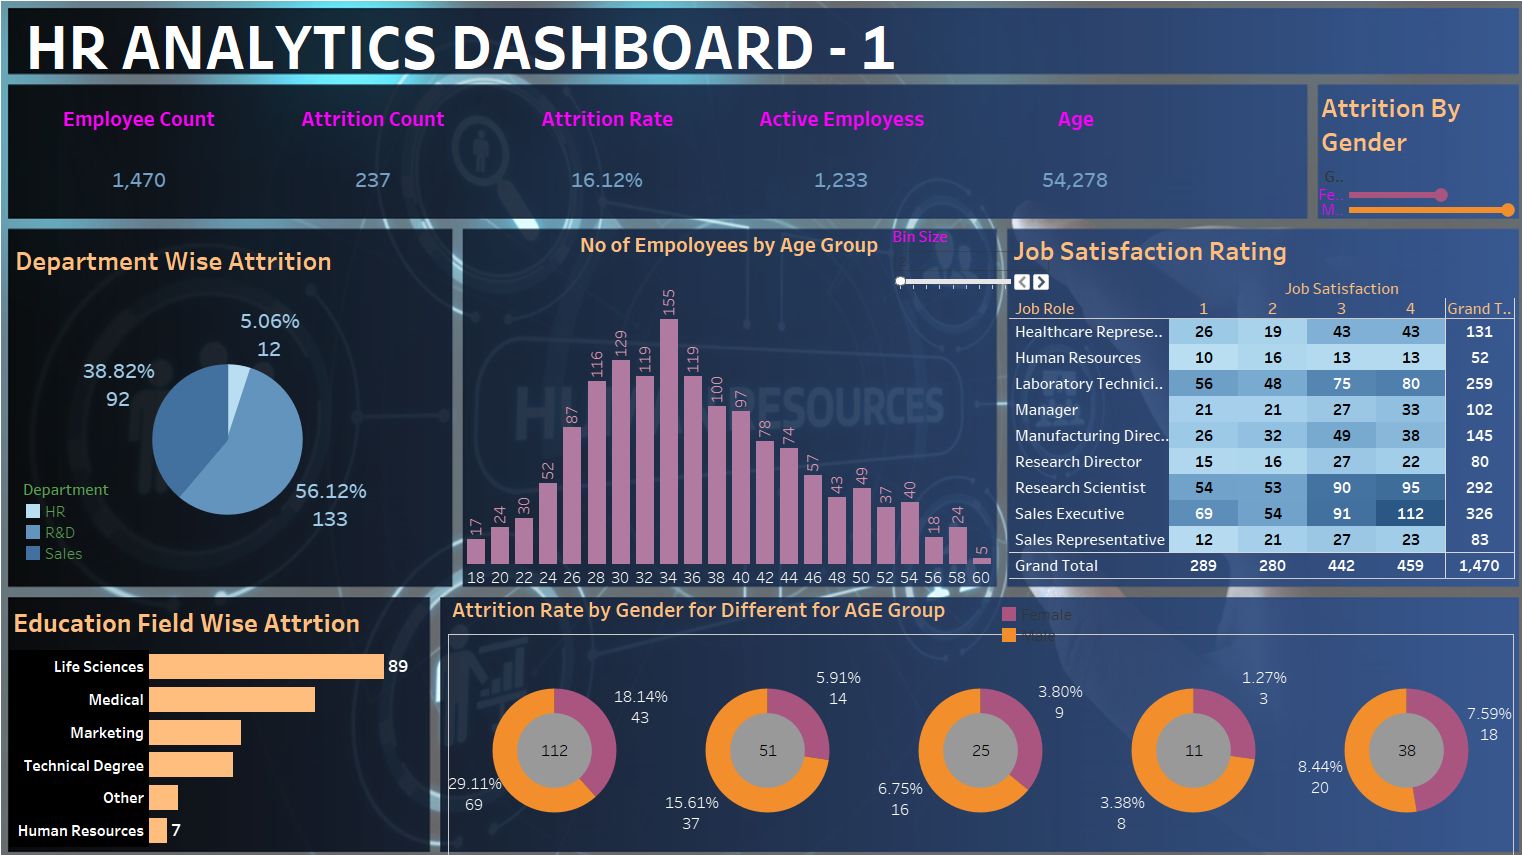 HR ANALYTICS DASHBOARD - 1
Employee Count Attrition Count Attrition Rate Active Employess Age
1,470 237 16.12% 1,233 54,278
Attrition By
Gender
G..
Fe..
M..
Department Wise Attrition
5.06%
12
38.82%
92
56.12%
133
Department
HR
R&D
Sales
No of Empoloyees by Age Group
Bin Size
17 24 30 52 87 116 129 119 155 119 100 97 78 74 57 43 49 37 40 18 24 5
18 20 22 24 26 28 30 32 34 36 38 40 42 44 46 48 50 52 54 56 58 60
HUMAN RESOURCES
Job Satisfaction Rating
Job Satisfaction
Job Role 1 2 3 4 Grand T..
Healthcare Represe.. 26 19 43 43 131
Human Resources 10 16 13 13 52
Laboratory Technici.. 56 48 75 80 259
Manager 21 21 27 33 102
Manufacturing Direc.. 26 32 49 38 145
Research Director 15 16 27 22 80
Research Scientist 54 53 90 95 292
Sales Executive 69 54 91 112 326
Sales Representative 12 21 27 23 83
Grand Total 289 280 442 459 1,470
Education Field Wise Attrtion
Life Sciences 89
Medical
Marketing
Technical Degree
Other
Human Resources 7
Attrition Rate by Gender for Different for AGE Group
Female
Male
18.14%
43
112
29.11%
69
5.91%
14
51
15.61%
37
3.80%
9
25
6.75%
16
1.27%
3
11
3.38%
8
7.59%
18
38
8.44%
20